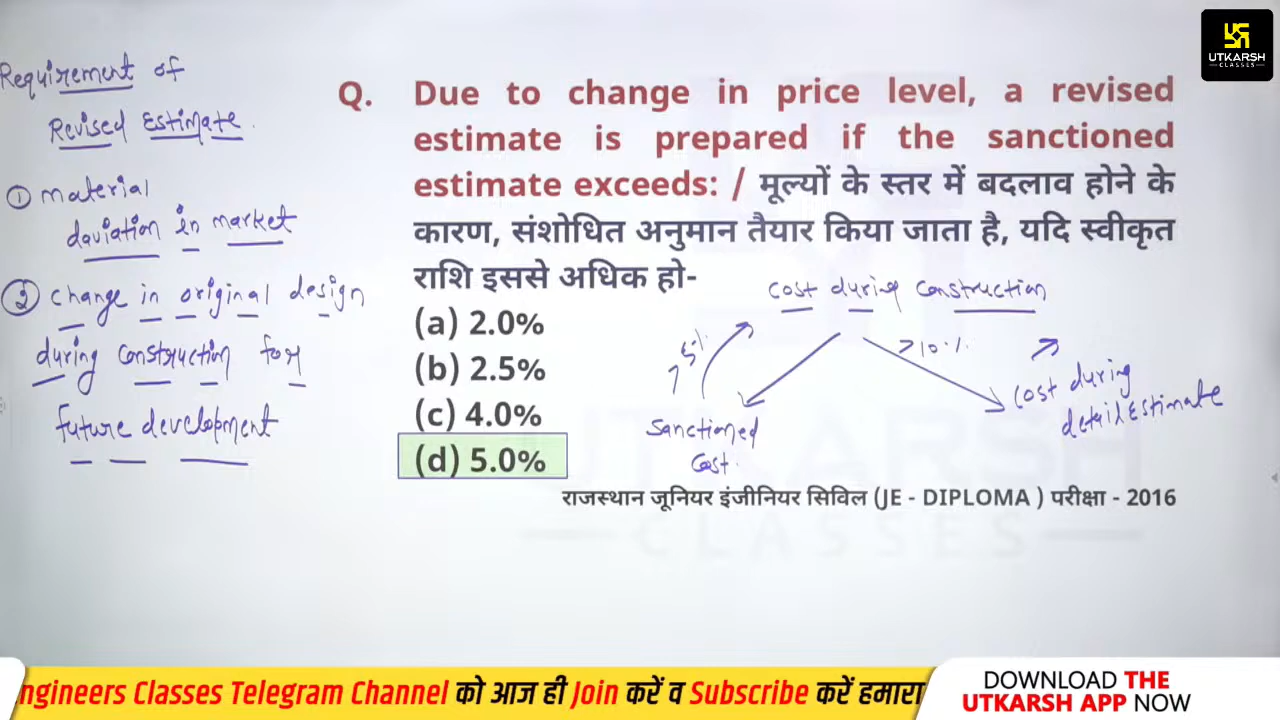 UTKARSH
CLASSES
Requirement of
Revised Estimate.
① material
daviation in market
② change in original design
during construction for
future development
Q. Due to change in price level, a revised
estimate is prepared if the sanctioned
estimate exceeds: / मूल्यों के स्तर में बदलाव होने के
कारण, संशोधित अनुमान तैयार किया जाता है, यदि स्वीकृत
राशि इससे अधिक हो-
(a) 2.0%
(b) 2.5%
(c) 4.0%
(d) 5.0%
cost during construction
>10%
sanctioned
cost.
cost during
detail Estimate
राजस्थान जूनियर इंजीनियर सिविल (JE - DIPLOMA ) परीक्षा - 2016
UTKARSH
CLASSES
ngineers Classes Telegram Channel को आज ही Join करें व Subscribe करें हमारा
DOWNLOAD THE
UTKARSH APP NOW